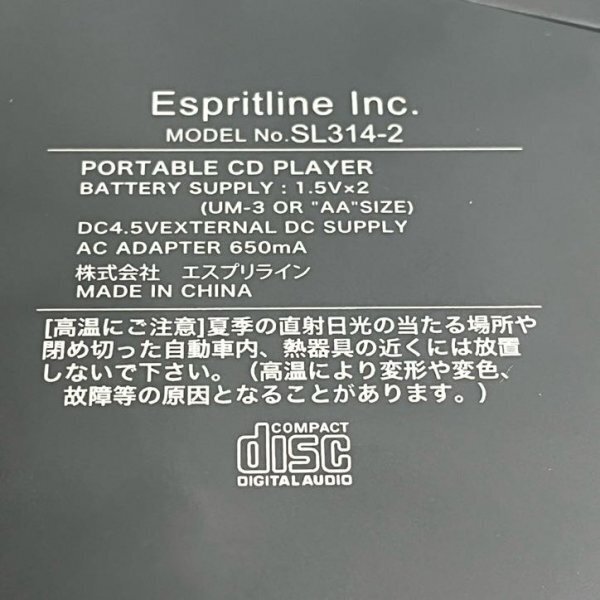 Espritline Inc.
MODEL No.SL314-2
PORTABLE CD PLAYER
BATTERY SUPPLY : 1.5V×2
(UM-3 OR "AA"SIZE)
DC4.5VEXTERNAL DC SUPPLY
AC ADAPTER 650mA
株式会社 エスプリライン
MADE IN CHINA
[高温にご注意]夏季の直射日光の当たる場所や
閉め切った自動車内、熱器具の近くには放置
しないで下さい。（高温により変形や変色、
故障等の原因となることがあります。）
COMPACT
disc
DIGITAL AUDIO